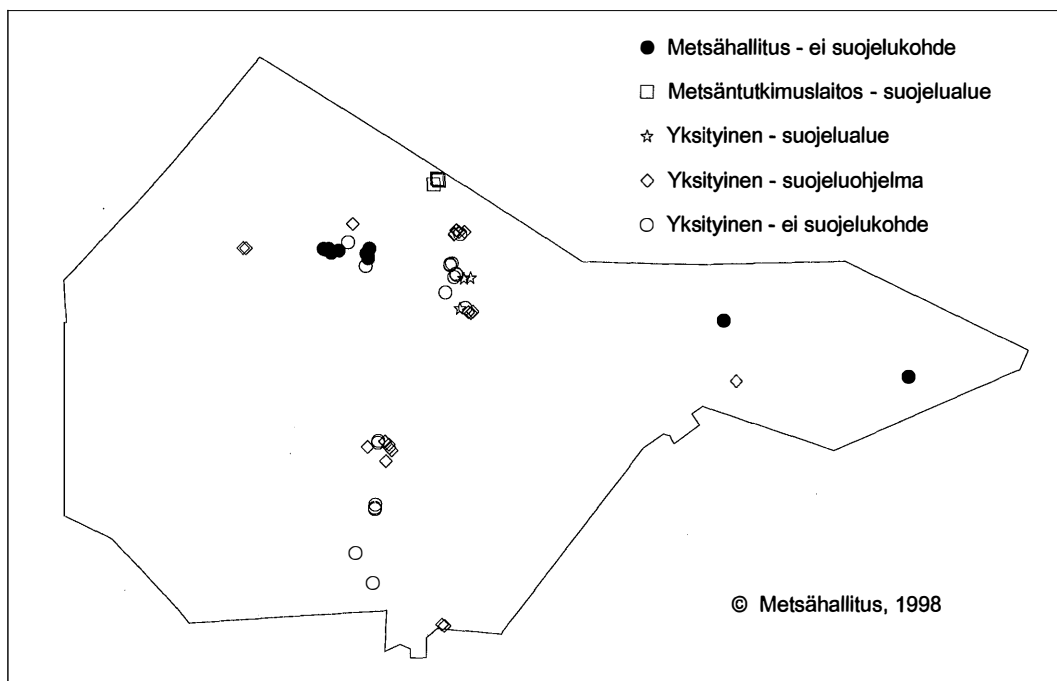 Metsähallitus - ei suojelukohde
Metsäntutkimuslaitos - suojelualue
Yksityinen - suojelualue
Yksityinen - suojeluohjelma
Yksityinen - ei suojelukohde
© Metsähallitus, 1998